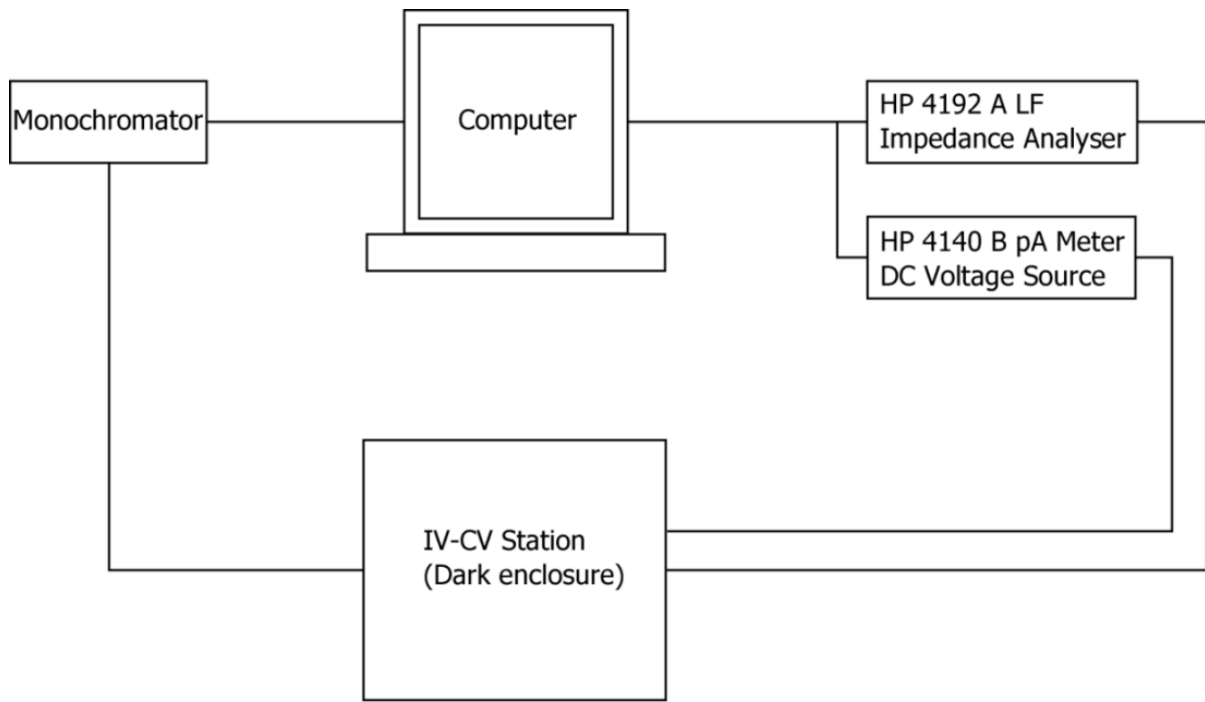 Monochromator
Computer
HP 4192 A LF
Impedance Analyser
HP 4140 B pA Meter
DC Voltage Source
IV-CV Station
(Dark enclosure)